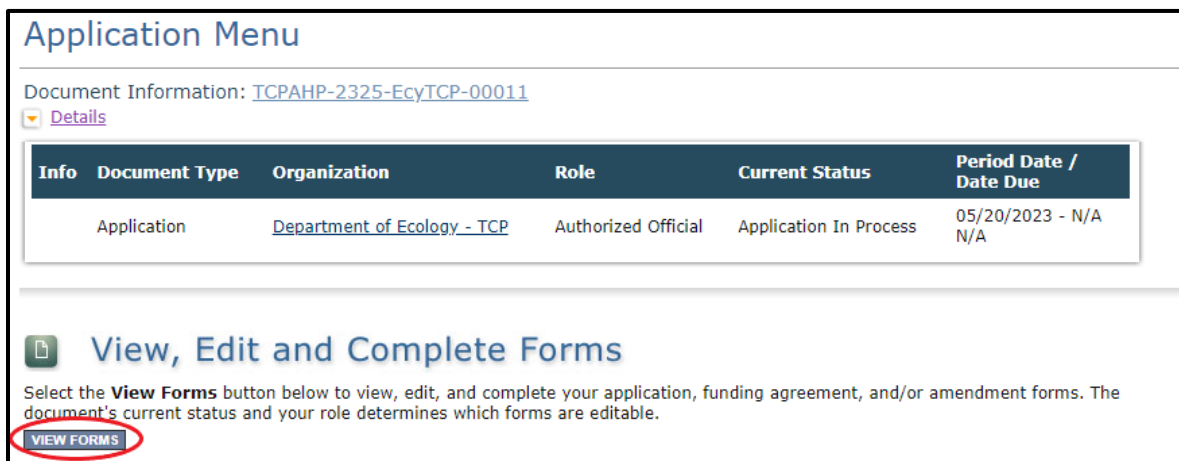 Application Menu
Document Information: TCPAHP-2325-EcyTCP-00011
Details
Info Document Type Organization Role Current Status Period Date / Date Due
Application Department of Ecology - TCP Authorized Official Application In Process 05/20/2023 - N/A N/A
View, Edit and Complete Forms
Select the View Forms button below to view, edit, and complete your application, funding agreement, and/or amendment forms. The
document's current status and your role determines which forms are editable.
VIEW FORMS